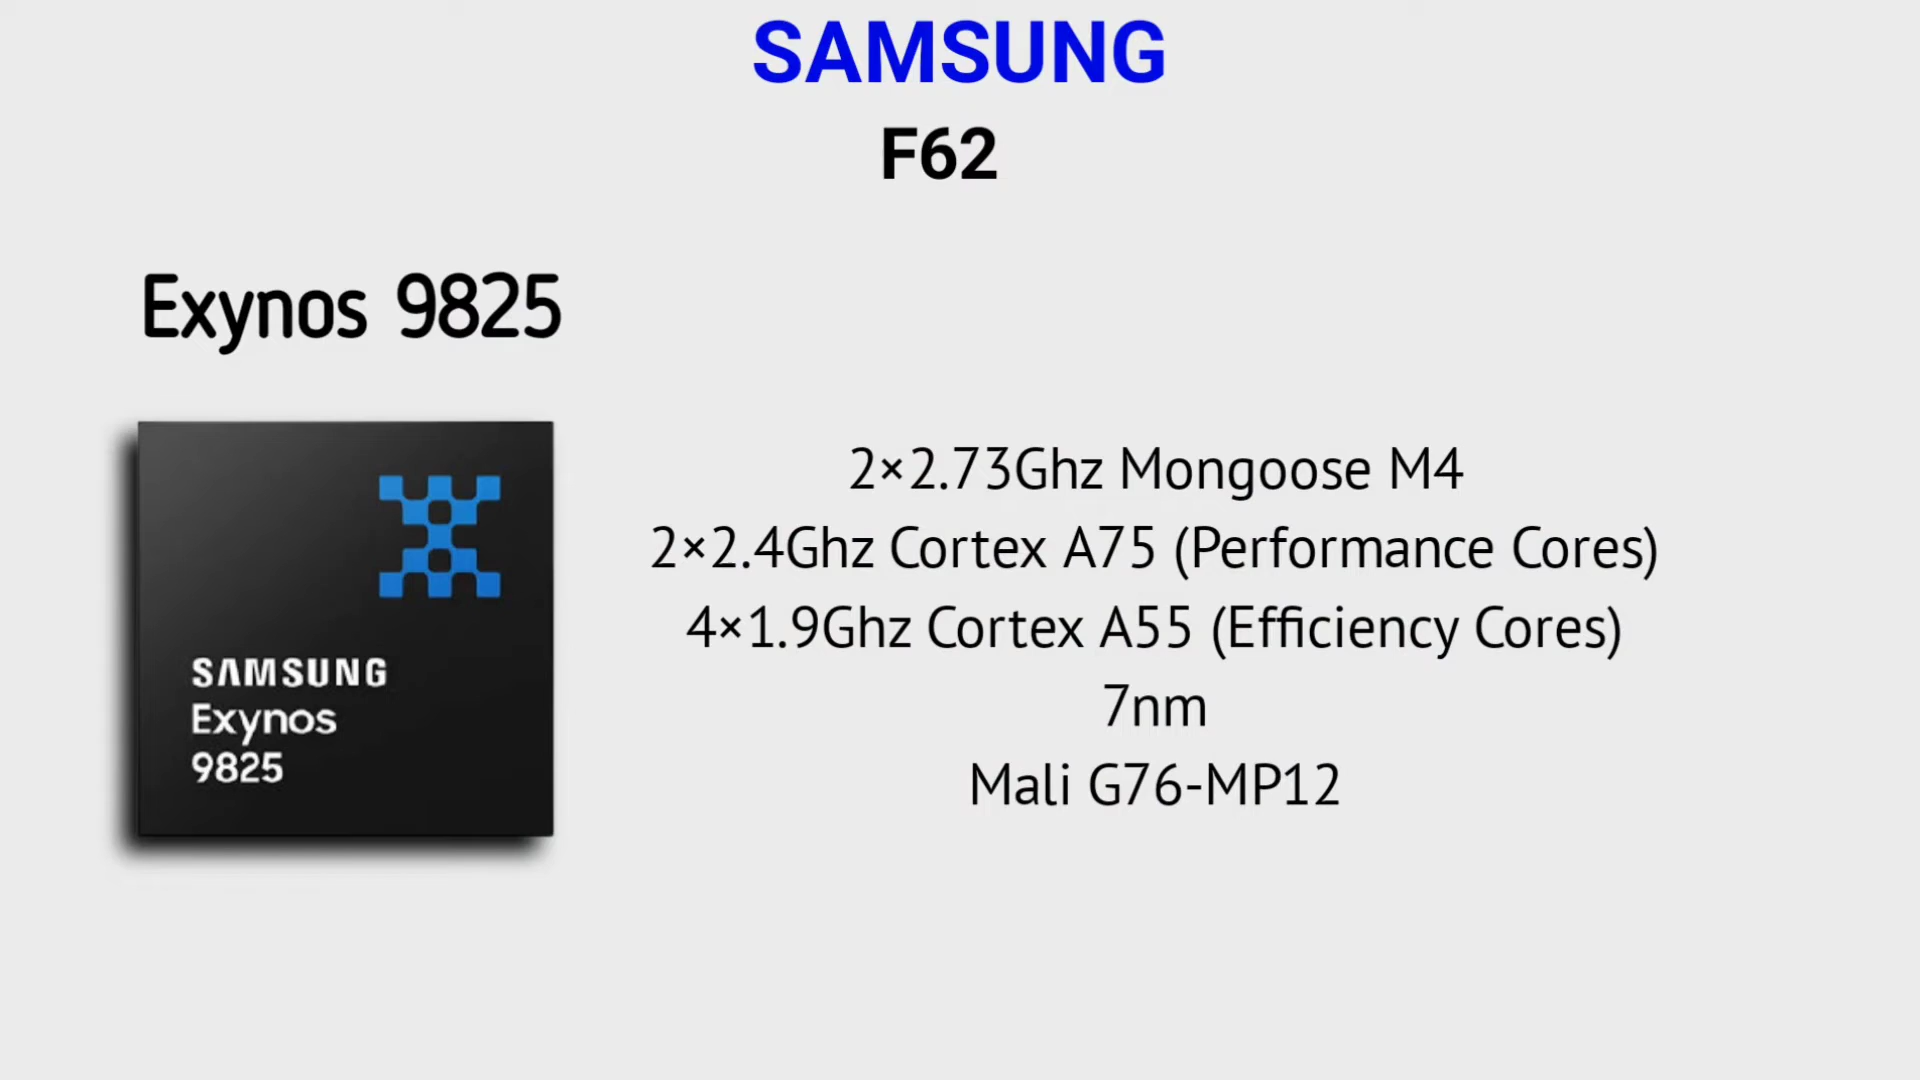 SAMSUNG
F62
Exynos 9825
SAMSUNG
Exynos
9825
2×2.73Ghz Mongoose M4
2×2.4Ghz Cortex A75 (Performance Cores)
4×1.9Ghz Cortex A55 (Efficiency Cores)
7nm
Mali G76-MP12